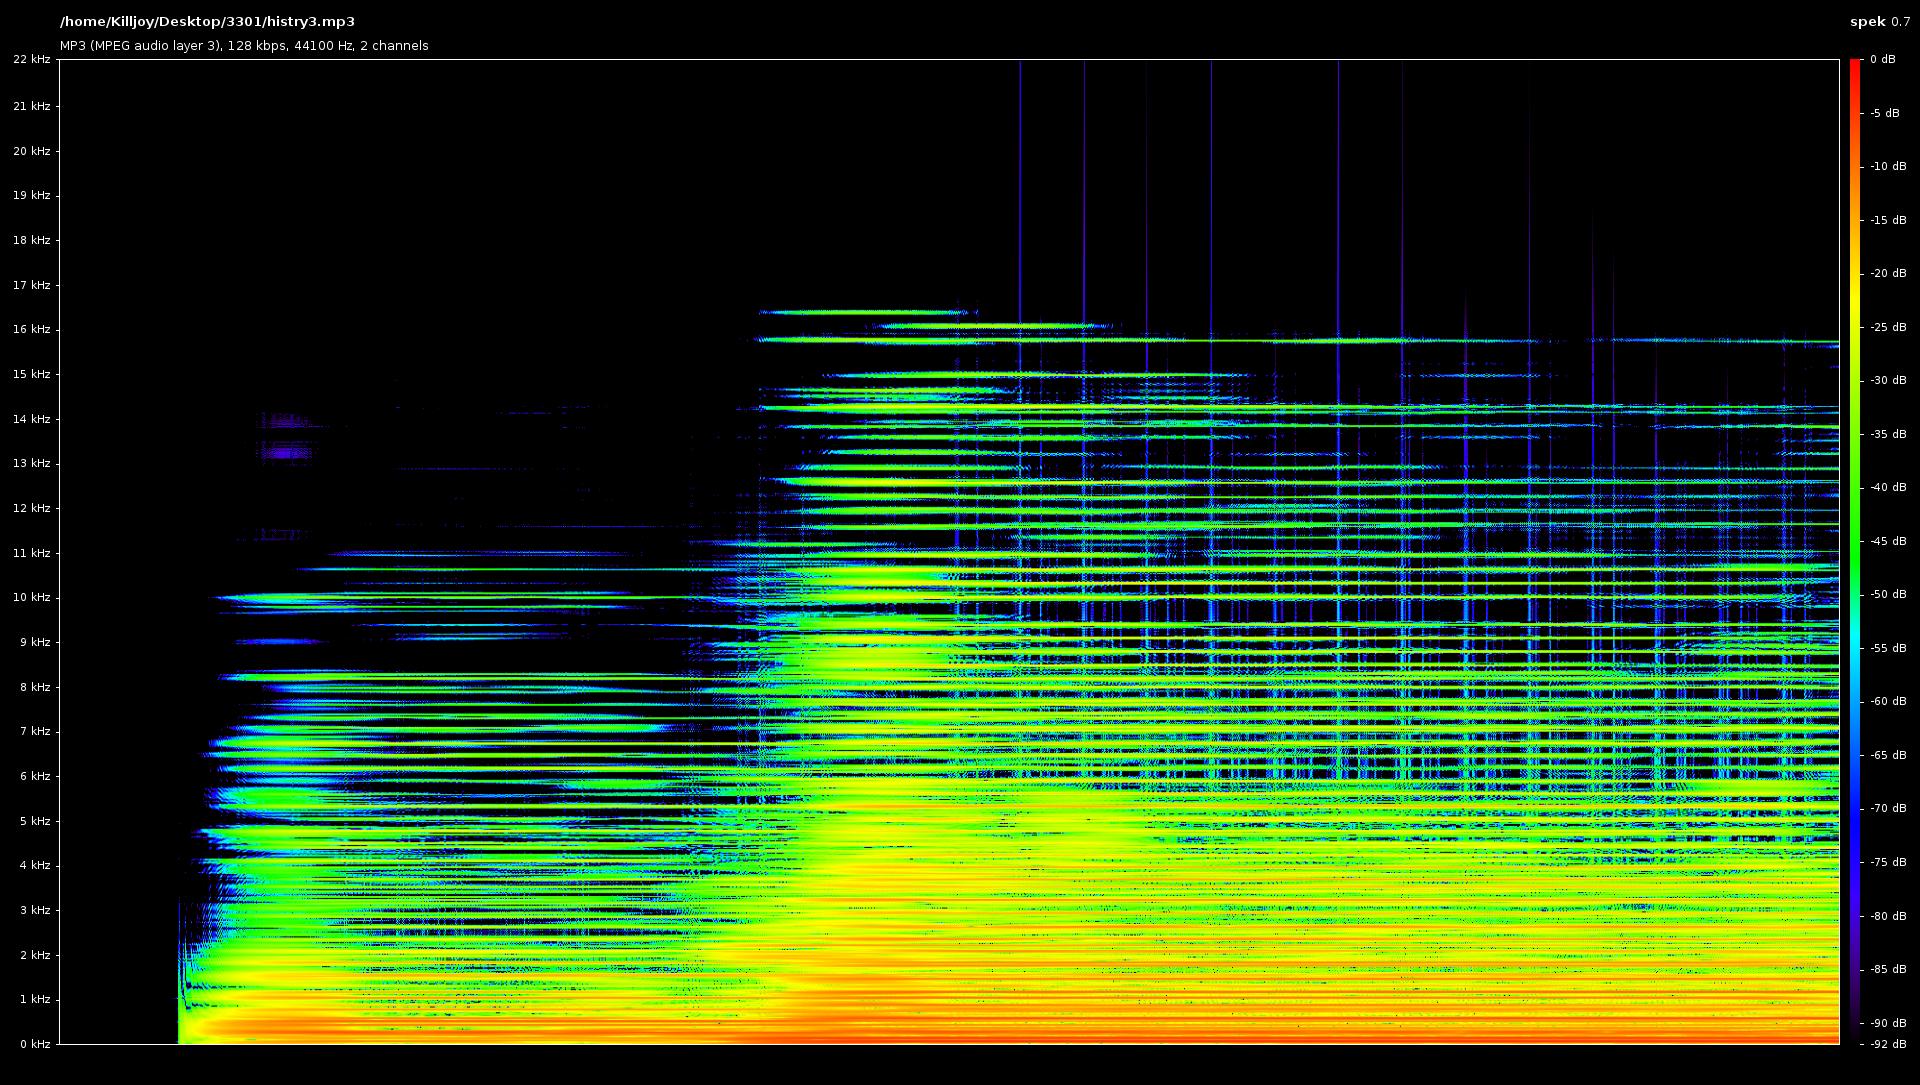 /home/Killjoy/Desktop/3301/histry3.mp3
spek 0.7
MP3 (MPEG audio layer 3), 128 kbps, 44100 Hz, 2 channels
22 kHz
21 kHz
20 kHz
19 kHz
18 kHz
17 kHz
16 kHz
15 kHz
14 kHz
13 kHz
12 kHz
11 kHz
10 kHz
9 kHz
8 kHz
7 kHz
6 kHz
5 kHz
4 kHz
3 kHz
2 kHz
1 kHz
0 kHz
0 dB
-5 dB
-10 dB
-15 dB
-20 dB
-25 dB
-30 dB
-35 dB
-40 dB
-45 dB
-50 dB
-55 dB
-60 dB
-65 dB
-70 dB
-75 dB
-80 dB
-85 dB
-90 dB
-92 dB